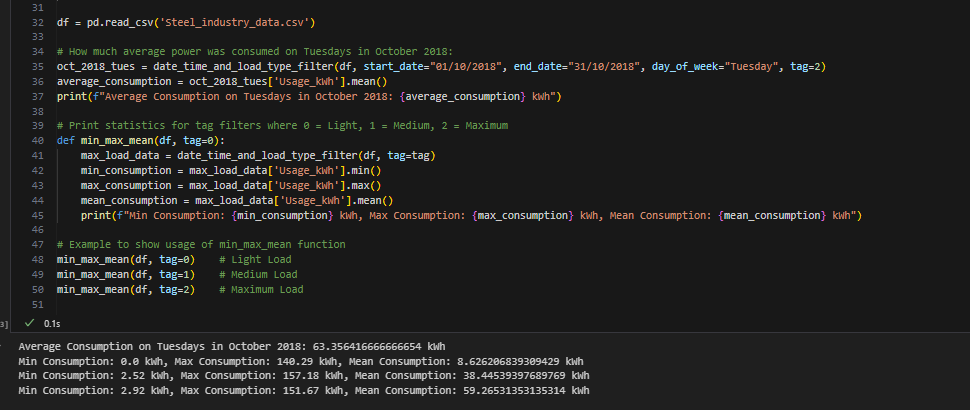 31
32 df = pd.read_csv('Steel_industry_data.csv')
33
34 # How much average power was consumed on Tuesdays in October 2018:
35 oct_2018_tues = date_time_and_load_type_filter(df, start_date="01/10/2018", end_date="31/10/2018", day_of_week="Tuesday", tag=2)
36 average_consumption = oct_2018_tues['Usage_kWh'].mean()
37 print(f"Average Consumption on Tuesdays in October 2018: {average_consumption} kWh")
38
39 # Print statistics for tag filters where 0 = Light, 1 = Medium, 2 = Maximum
40 def min_max_mean(df, tag=0):
41     max_load_data = date_time_and_load_type_filter(df, tag=tag)
42     min_consumption = max_load_data['Usage_kWh'].min()
43     max_consumption = max_load_data['Usage_kWh'].max()
44     mean_consumption = max_load_data['Usage_kWh'].mean()
45     print(f"Min Consumption: {min_consumption} kWh, Max Consumption: {max_consumption} kWh, Mean Consumption: {mean_consumption} kWh")
46
47 # Example to show usage of min_max_mean function
48 min_max_mean(df, tag=0)    # Light Load
49 min_max_mean(df, tag=1)    # Medium Load
50 min_max_mean(df, tag=2)    # Maximum Load
51
3] ✓ 0.1s
Average Consumption on Tuesdays in October 2018: 63.356416666666654 kWh
Min Consumption: 0.0 kWh, Max Consumption: 140.29 kWh, Mean Consumption: 8.626206839309429 kWh
Min Consumption: 2.52 kWh, Max Consumption: 157.18 kWh, Mean Consumption: 38.44539397689769 kWh
Min Consumption: 2.92 kWh, Max Consumption: 151.67 kWh, Mean Consumption: 59.26531353135314 kWh